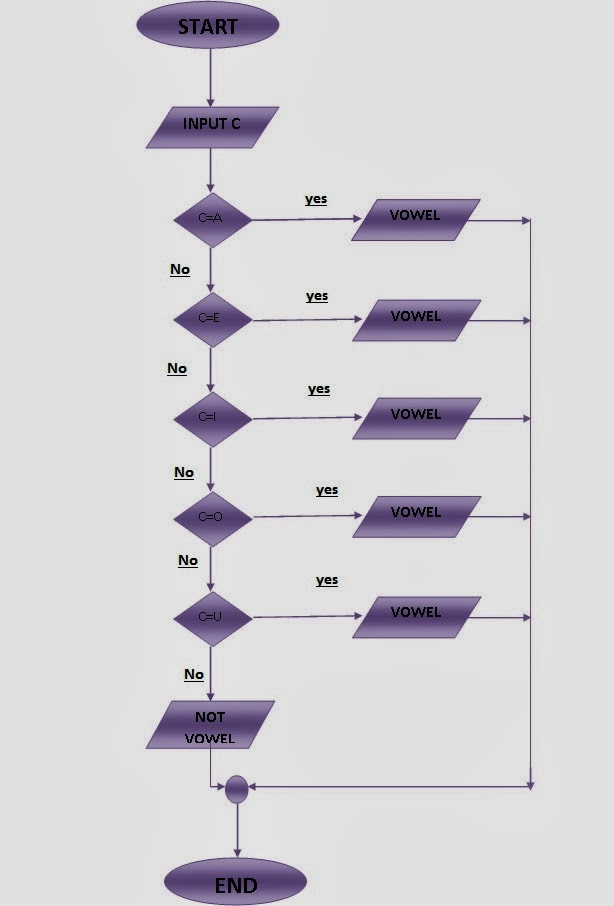 START
INPUT C
C=A
yes
VOWEL
No
C=E
yes
VOWEL
No
C=I
yes
VOWEL
No
C=O
yes
VOWEL
No
C=U
yes
VOWEL
No
NOT
VOWEL
END